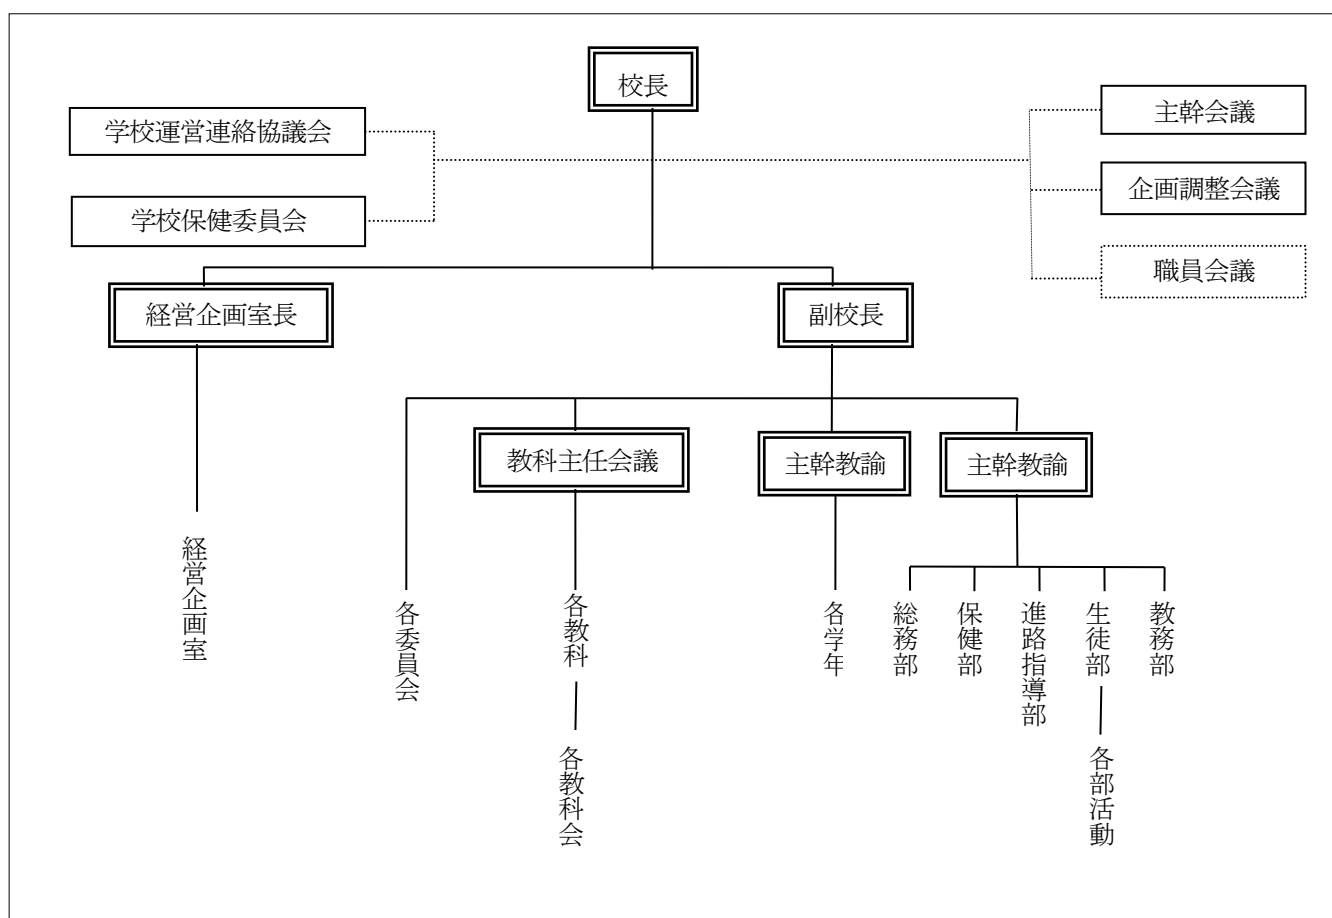 校長
学校運営連絡協議会
学校保健委員会
主幹会議
企画調整会議
職員会議
経営企画室長
副校長
教科主任会議
主幹教諭
主幹教諭
経営企画室
各委員会
各教科
各教科会
各学年
総務部
保健部
進路指導部
生徒部
各部活動
教務部